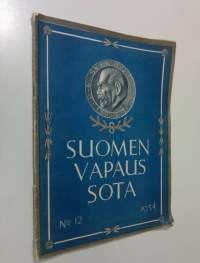 SUOMEN
VAPAUS
SOTA
No 12 1934